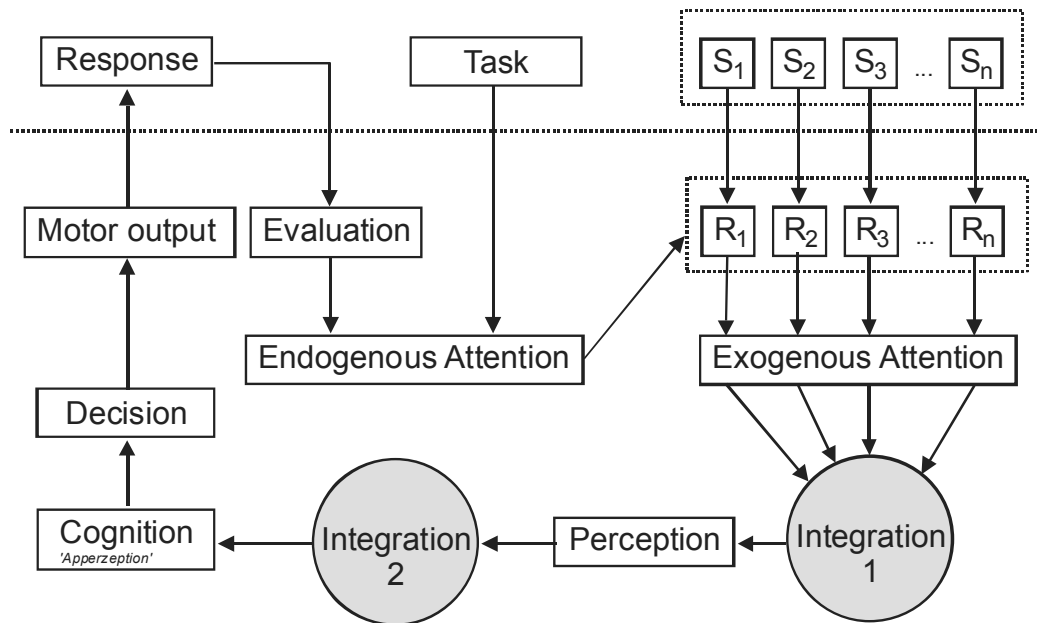 Response
Task
S1
S2
S3
...
Sn
Motor output
Evaluation
R1
R2
R3
...
Rn
Endogenous Attention
Exogenous Attention
Decision
Cognition
'Apperzeption'
Integration
2
Perception
Integration
1